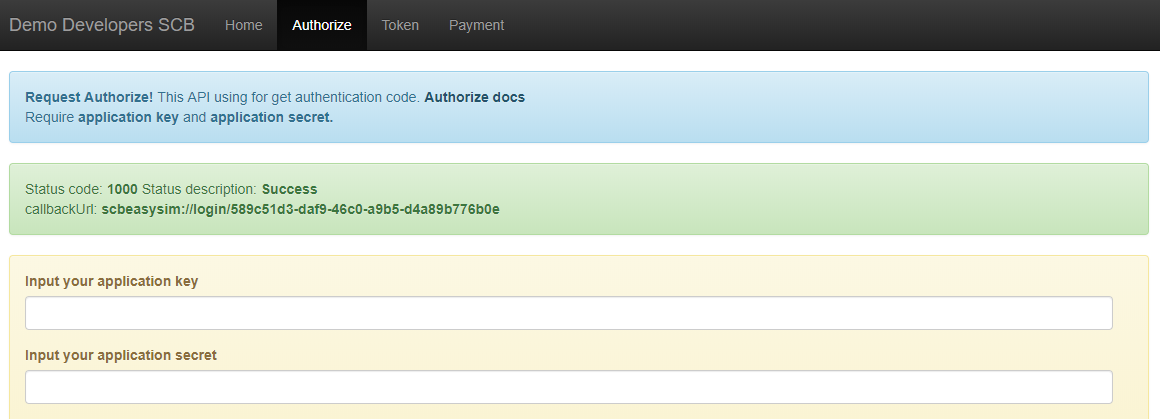 Demo Developers SCB Home Authorize Token Payment
Request Authorize! This API using for get authentication code. Authorize docs
Require application key and application secret.
Status code: 1000 Status description: Success
callbackUrl: scbeasysim://login/589c51d3-daf9-46c0-a9b5-d4a89b776b0e
Input your application key
Input your application secret